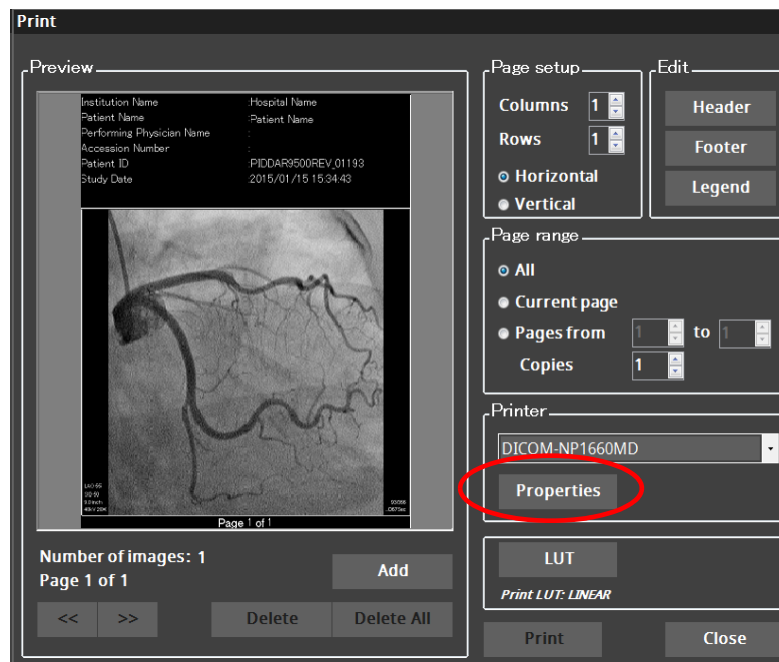 Print
Preview
Institution Name :Hospital Name
Patient Name :Patient Name
Performing Physician Name :
Accession Number :
Patient ID :PIDDAR9500REV_01193
Study Date :2015/01/15 15:34:43
Page 1 of 1
Number of images: 1
Page 1 of 1
Add
<< >> Delete Delete All
Page setup
Columns 1
Rows 1
Horizontal
Vertical
Edit
Header
Footer
Legend
Page range
All
Current page
Pages from 1 to 1
Copies 1
Printer
DICOM-NP1660MD
Properties
LUT
Print LUT: LINEAR
Print Close